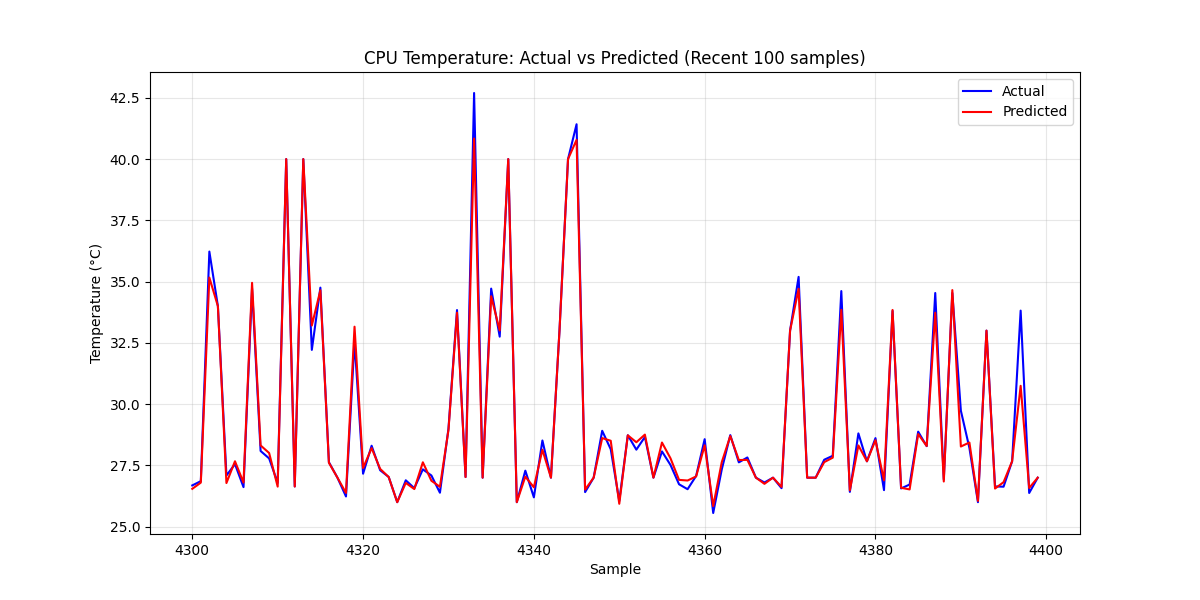 CPU Temperature: Actual vs Predicted (Recent 100 samples)
Actual
Predicted
Temperature (°C)
42.5
40.0
37.5
35.0
32.5
30.0
27.5
25.0
4300 4320 4340 4360 4380 4400
Sample